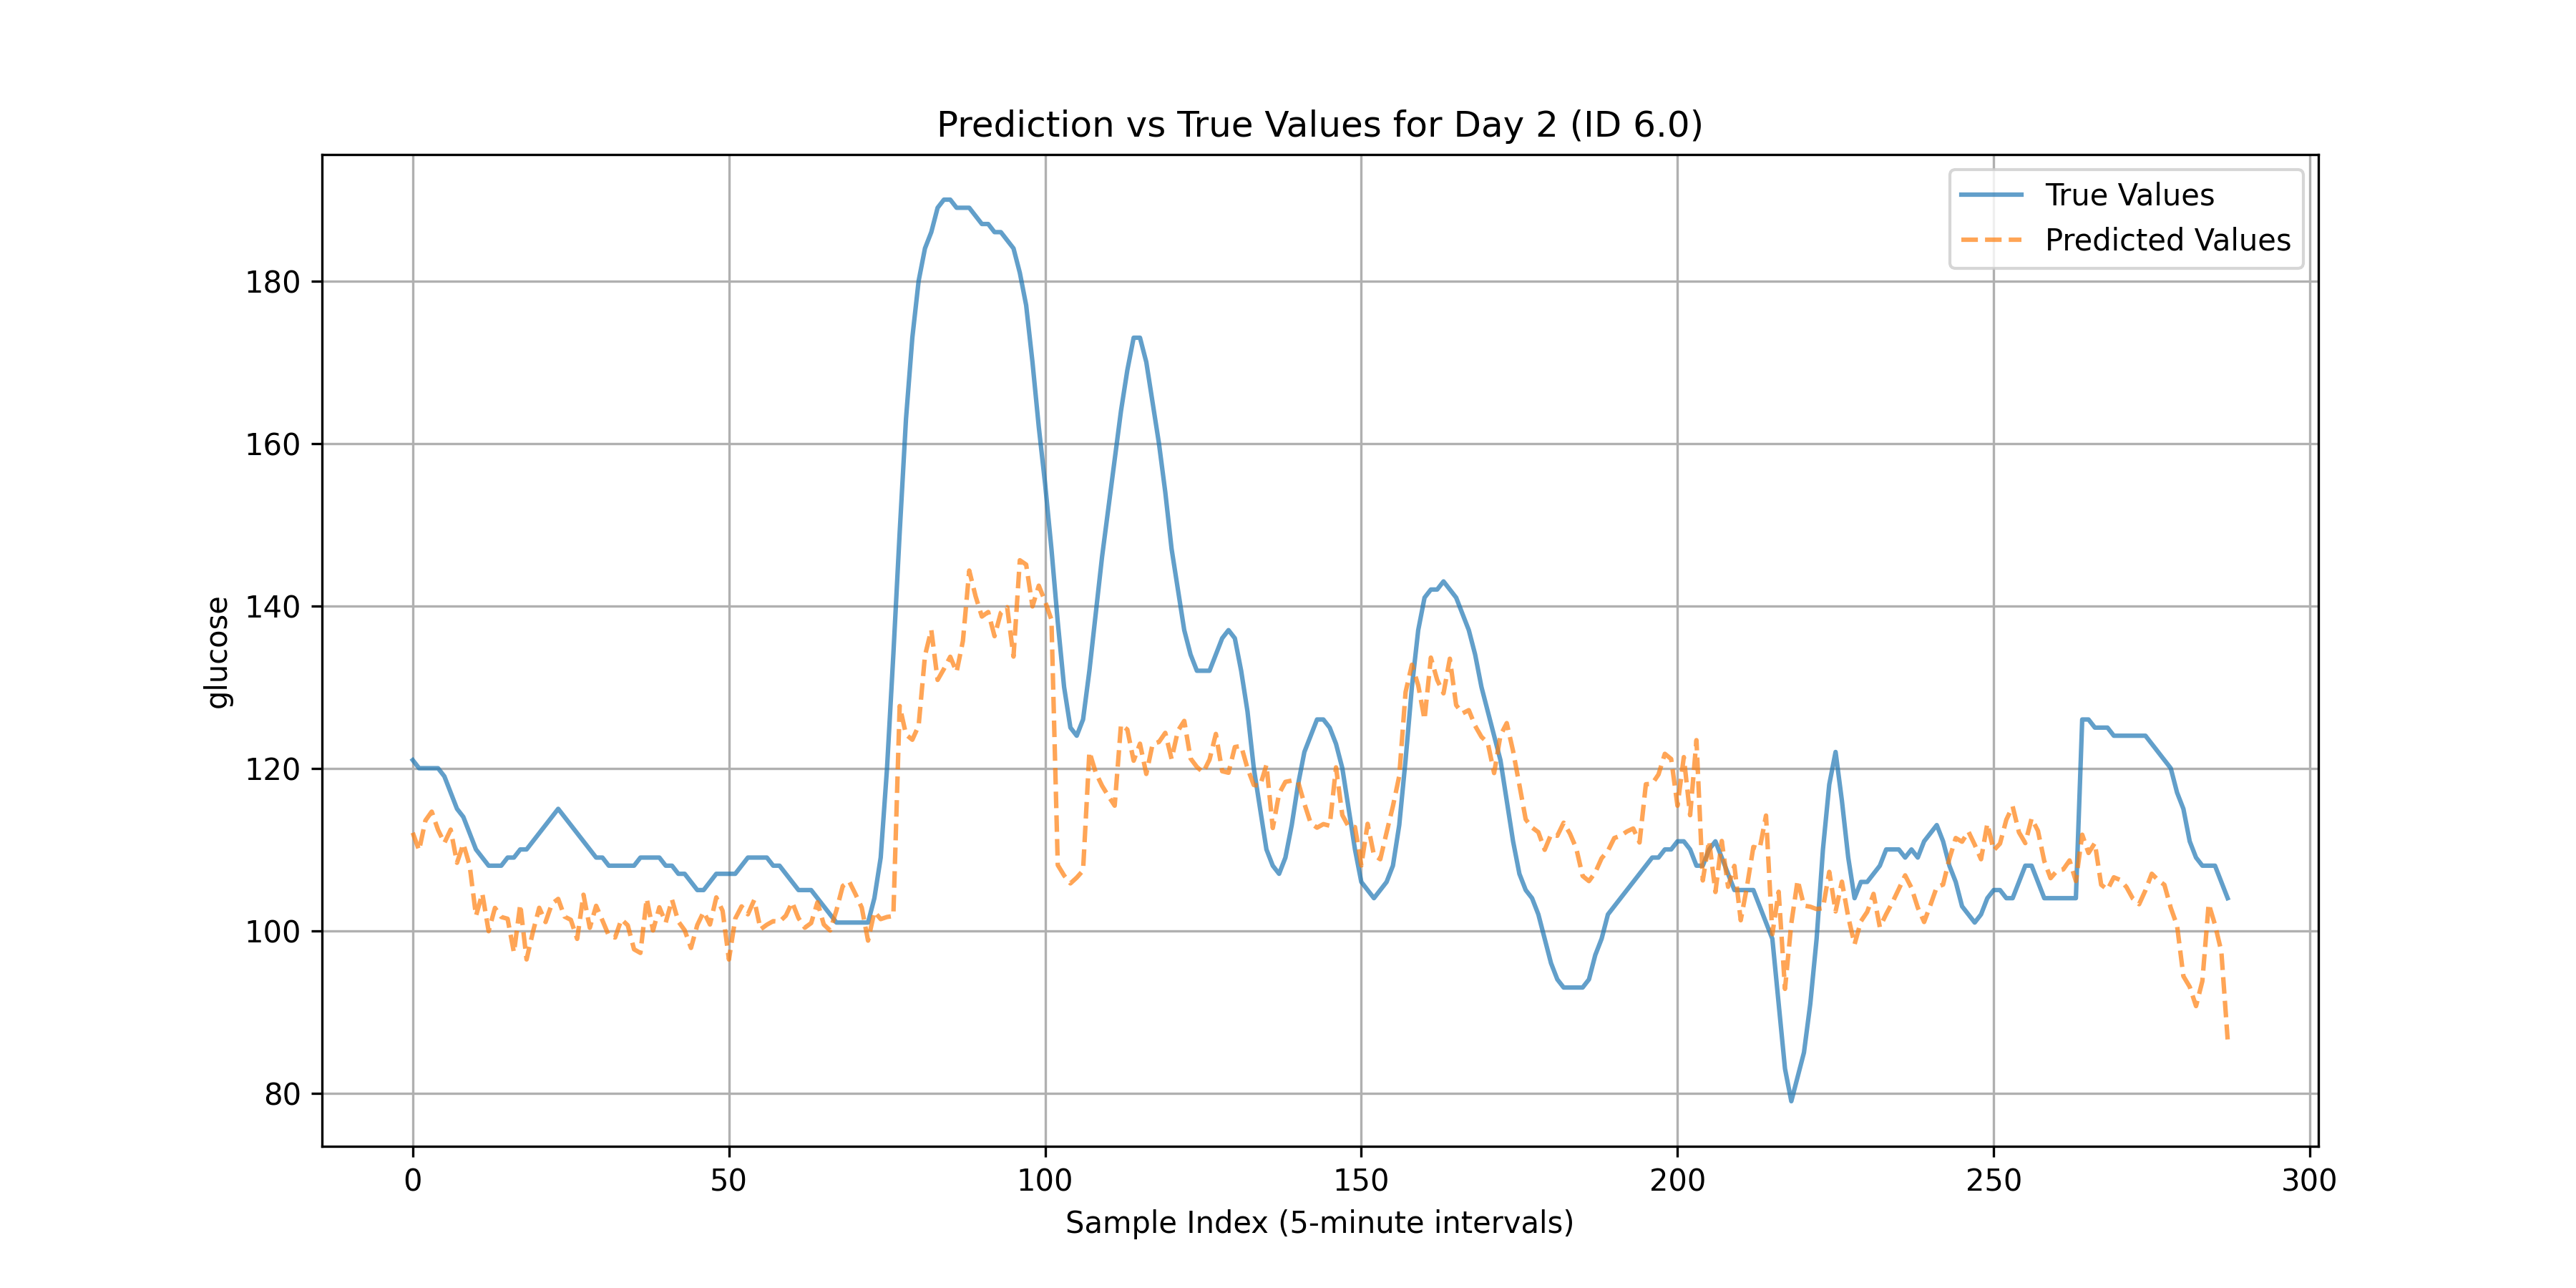 Prediction vs True Values for Day 2 (ID 6.0)
True Values
Predicted Values
glucose
180
160
140
120
100
80
0 50 100 150 200 250 300
Sample Index (5-minute intervals)